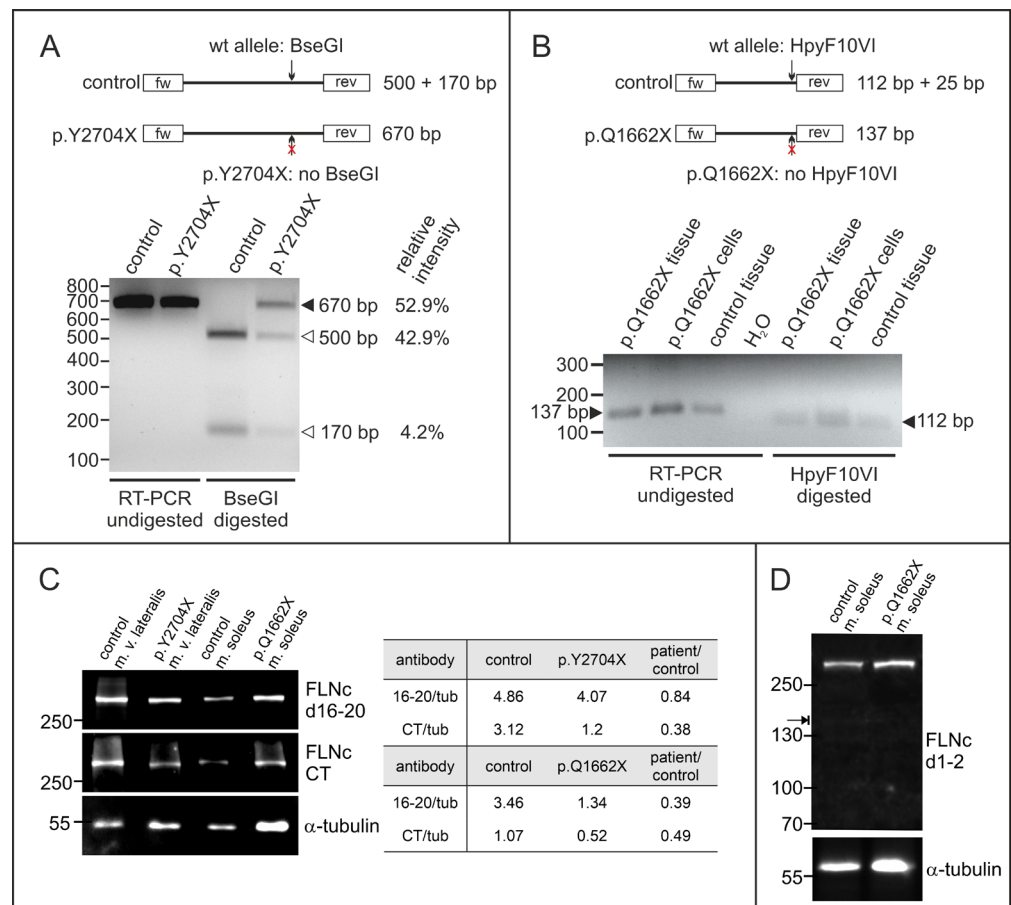 A
wt allele: BseGI
control fw rev 500 + 170 bp
p.Y2704X fw rev 670 bp
p.Y2704X: no BseGI
control p.Y2704X control p.Y2704X relative intensity
800
700 670 bp 52.9%
600
500 500 bp 42.9%
400
300
200 170 bp 4.2%
100
RT-PCR undigested
BseGI digested
B
wt allele: HpyF10VI
control fw rev 112 bp + 25 bp
p.Q1662X fw rev 137 bp
p.Q1662X: no HpyF10VI
p.Q1662X tissue p.Q1662X cells control tissue H2O p.Q1662X tissue p.Q1662X cells control tissue
300
200
137 bp 112 bp
100
RT-PCR undigested
HpyF10VI digested
C
control m. v. lateralis
p.Y2704X m. v. lateralis
control m. soleus
p.Q1662X m. soleus
250 FLNc d16-20
250 FLNc CT
55 α-tubulin
antibody control p.Y2704X patient/control
16-20/tub 4.86 4.07 0.84
CT/tub 3.12 1.2 0.38
antibody control p.Q1662X patient/control
16-20/tub 3.46 1.34 0.39
CT/tub 1.07 0.52 0.49
D
control m. soleus
p.Q1662X m. soleus
250
130
FLNc d1-2
100
70
55 α-tubulin